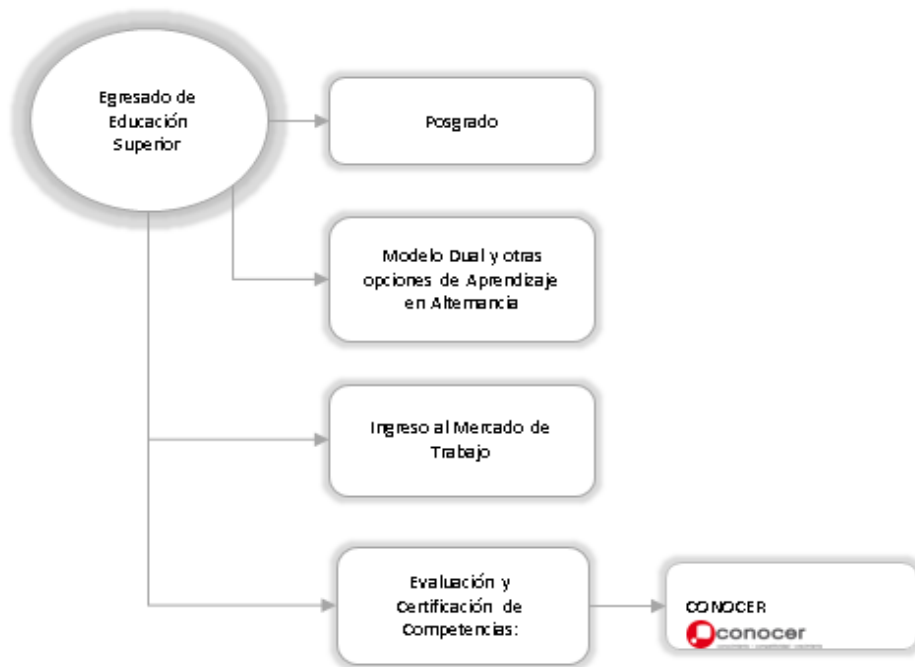 Egresado de
Educación
Superior
Posgrado
Modelo Dual y otras
opciones de Aprendizaje
en Alternancia
Ingreso al Mercado de
Trabajo
Evaluación y
Certificación de
Competencias:
CONOCER
conocer